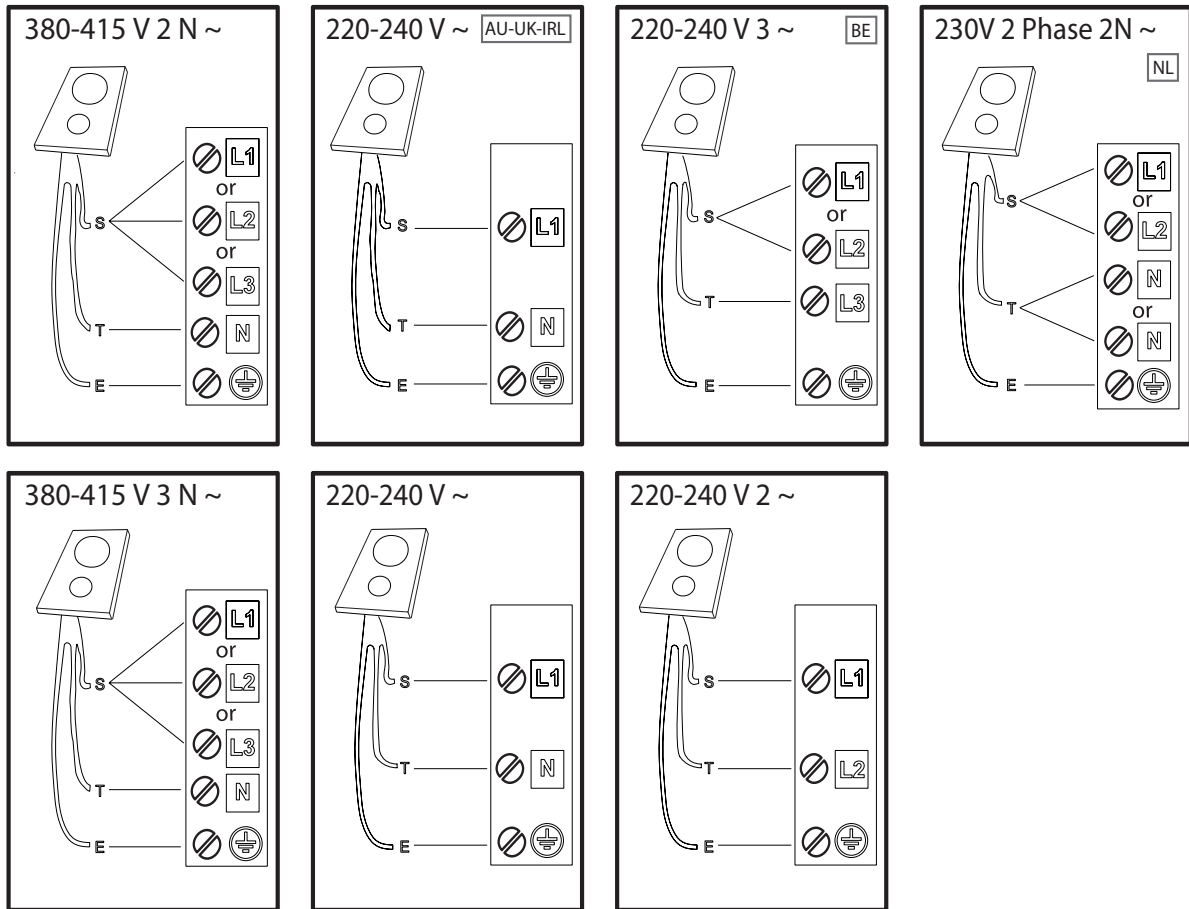 380-415 V 2 N ~
L1
or
S
L2
or
L3
T
N
E
220-240 V ~ AU-UK-IRL
S
L1
T
N
E
220-240 V 3 ~ BE
L1
S
or
L2
T
L3
E
230V 2 Phase 2N ~
NL
L1
S
or
L2
N
T
or
N
E
380-415 V 3 N ~
L1
or
S
L2
or
L3
T
N
E
220-240 V ~
S
L1
T
N
E
220-240 V 2 ~
S
L1
T
L2
E